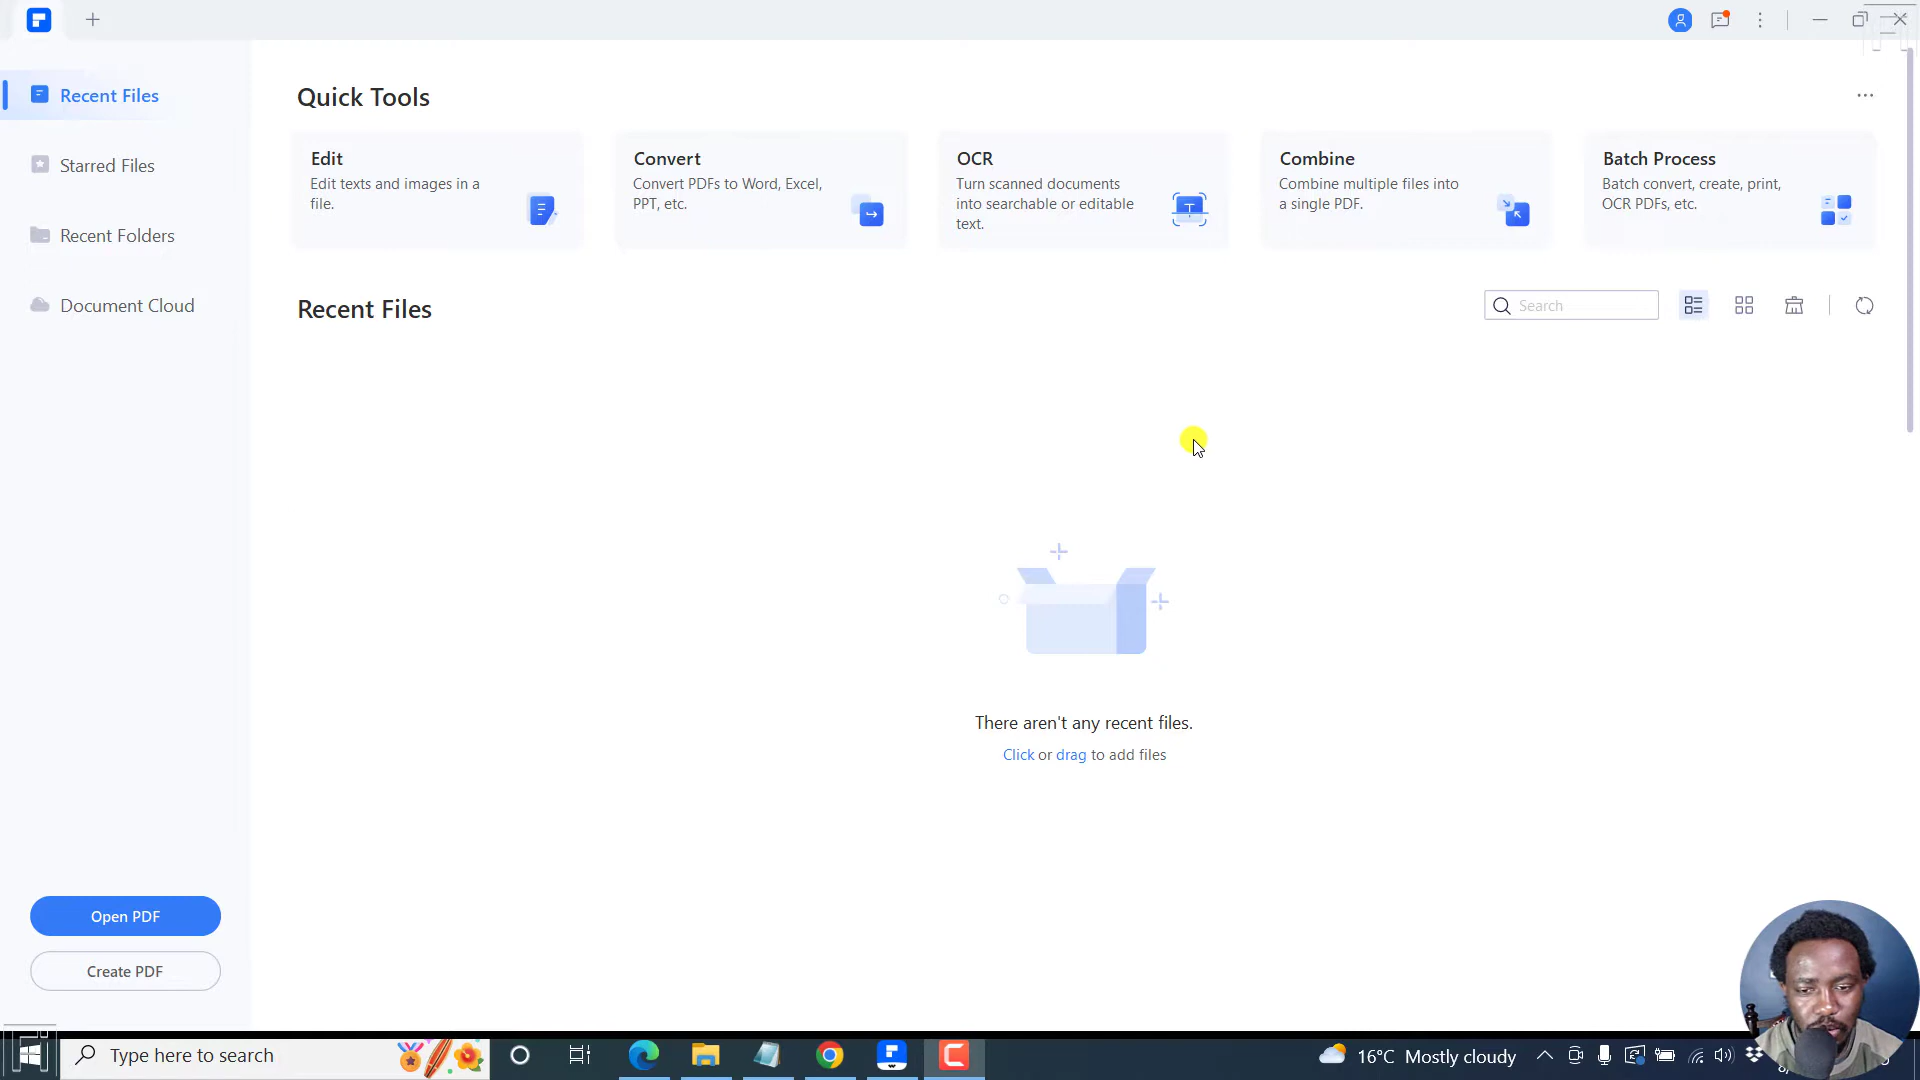 Recent Files
Starred Files
Recent Folders
Document Cloud
Open PDF
Create PDF
Quick Tools
Edit
Edit texts and images in a
file.
Convert
Convert PDFs to Word, Excel,
PPT, etc.
OCR
Turn scanned documents
into searchable or editable
text.
Combine
Combine multiple files into
a single PDF.
Batch Process
Batch convert, create, print,
OCR PDFs, etc.
Recent Files
Search
There aren't any recent files.
Click or drag to add files
Type here to search
16°C Mostly cloudy